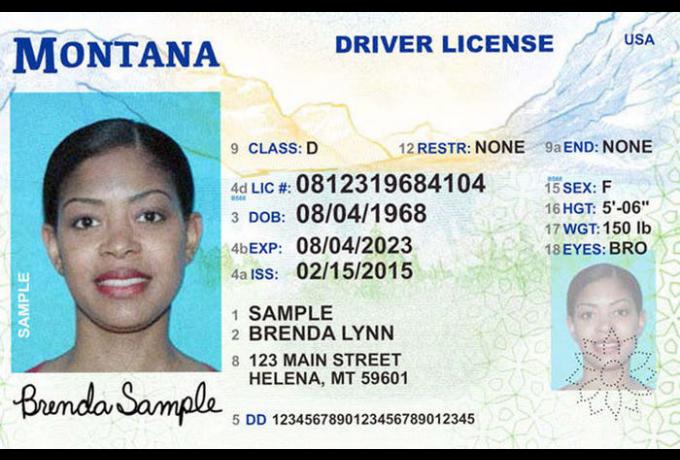 MONTANA
DRIVER LICENSE
USA
9 CLASS: D 12 RESTR: NONE 9a END: NONE
4d LIC #: 0812319684104 15 SEX: F
3 DOB: 08/04/1968 16 HGT: 5'-06"
17 WGT: 150 lb
4b EXP: 08/04/2023 18 EYES: BRO
4a ISS: 02/15/2015
1 SAMPLE
2 BRENDA LYNN
8 123 MAIN STREET
HELENA, MT 59601
SAMPLE
Brenda Sample
5 DD 1234567890123456789012345